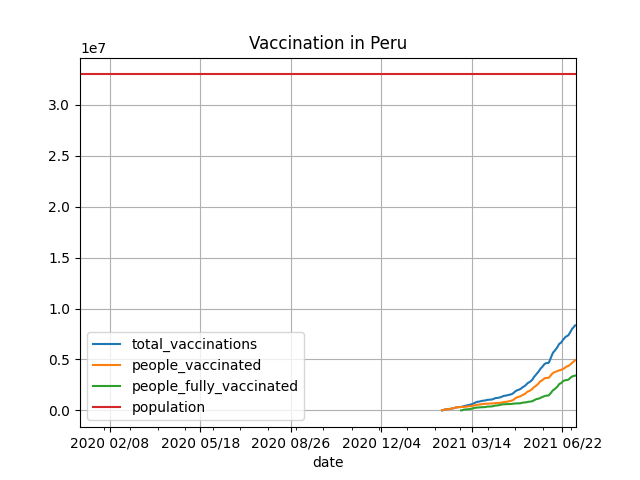 Vaccination in Peru
1e7
3.0
2.5
2.0
1.5
1.0
0.5
0.0
total_vaccinations
people_vaccinated
people_fully_vaccinated
population
2020 02/08 2020 05/18 2020 08/26 2020 12/04 2021 03/14 2021 06/22
date